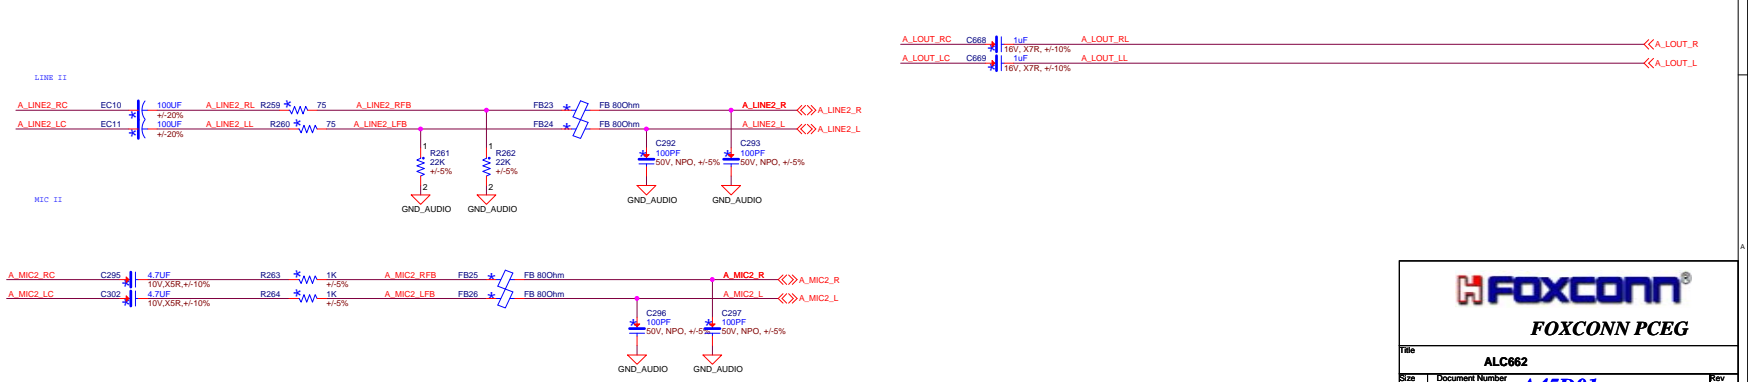 A_LOUT_RC C668 1uF A_LOUT_RL A_LOUT_R
16V, X7R, +/-10%
A_LOUT_LC C669 1uF A_LOUT_LL A_LOUT_L
16V, X7R, +/-10%
LINE II
A_LINE2_RC EC10 100UF A_LINE2_RL R259 75 A_LINE2_RFB FB23 FB 80Ohm A_LINE2_R A_LINE2_R
+/-20%
A_LINE2_LC EC11 100UF A_LINE2_LL R260 75 A_LINE2_LFB FB24 FB 80Ohm A_LINE2_L A_LINE2_L
+/-20%
1 R261 22K +/-5% 2
1 R262 22K +/-5% 2
C292 100PF 50V, NPO, +/-5%
C293 100PF 50V, NPO, +/-5%
GND_AUDIO GND_AUDIO GND_AUDIO GND_AUDIO
MIC II
A_MIC2_RC C295 4.7UF R263 1K A_MIC2_RFB FB25 FB 80Ohm A_MIC2_R A_MIC2_R
10V,X5R,+/-10% +/-5%
A_MIC2_LC C302 4.7UF R264 1K A_MIC2_LFB FB26 FB 80Ohm A_MIC2_L A_MIC2_L
10V,X5R,+/-10% +/-5%
C296 100PF 50V, NPO, +/-5%
C297 100PF 50V, NPO, +/-5%
GND_AUDIO GND_AUDIO
A
FOXCONN®
FOXCONN PCEG
Title
ALC662
Size Document Number Rev